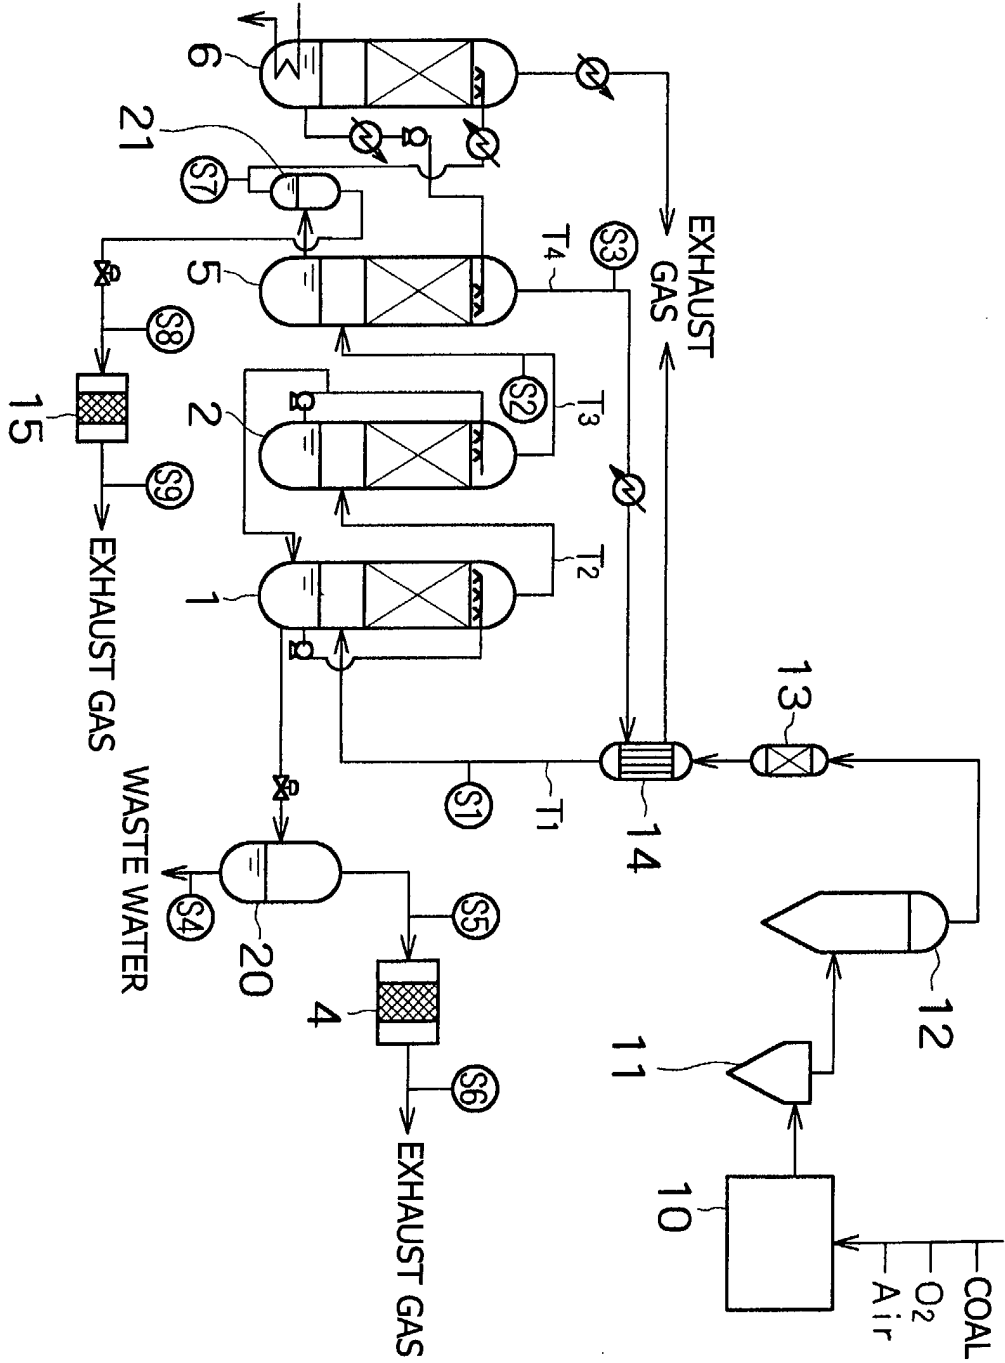 COAL
O2
Air
10
11
12
13
14
T1
S1
T2
T3
S2
T4
S3
EXHAUST
GAS
1
2
5
6
21
S7
S8
15
S9
EXHAUST GAS
20
S4
WASTE WATER
S5
4
S6
EXHAUST GAS